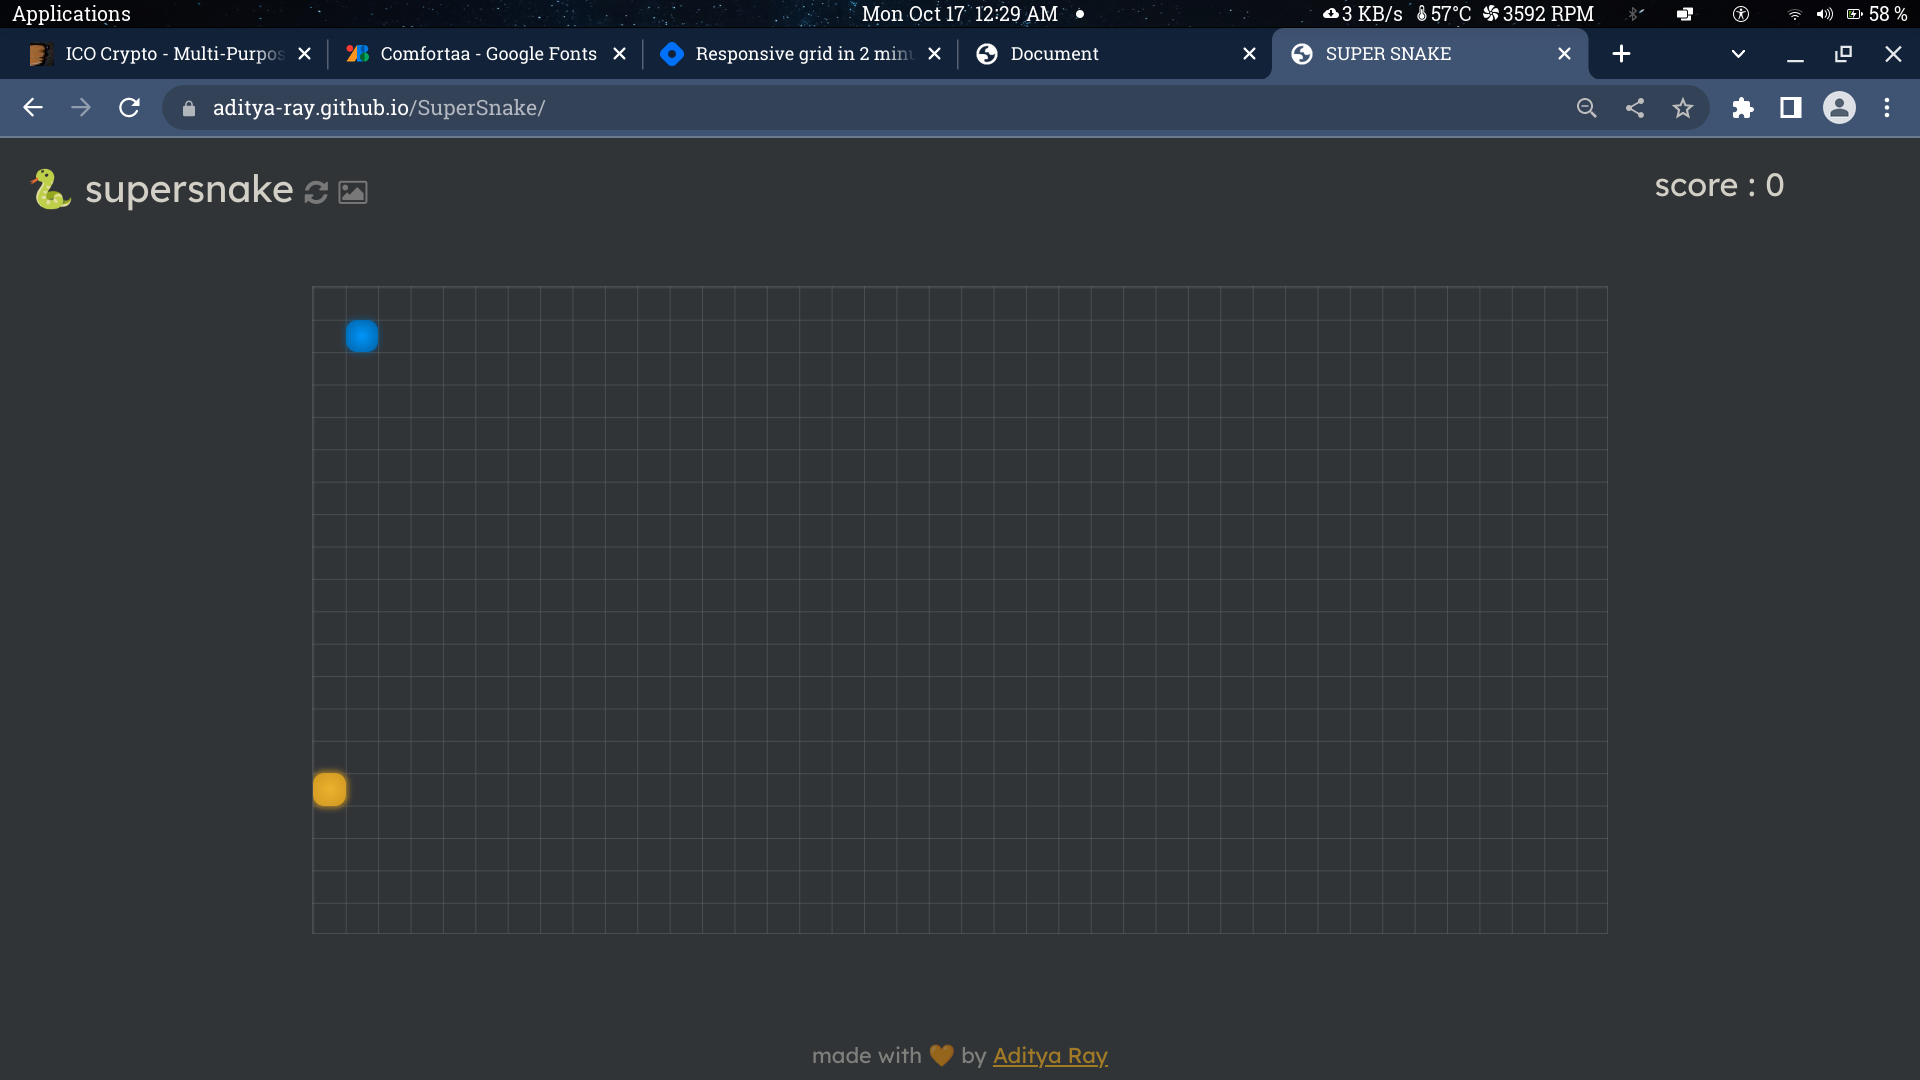 Applications Mon Oct 17 12:29 AM 3 KB/s 57°C 3592 RPM 58 %
ICO Crypto - Multi-Purpos Comfortaa - Google Fonts Responsive grid in 2 minu Document SUPER SNAKE
aditya-ray.github.io/SuperSnake/
supersnake score : 0
made with 🧡 by Aditya Ray